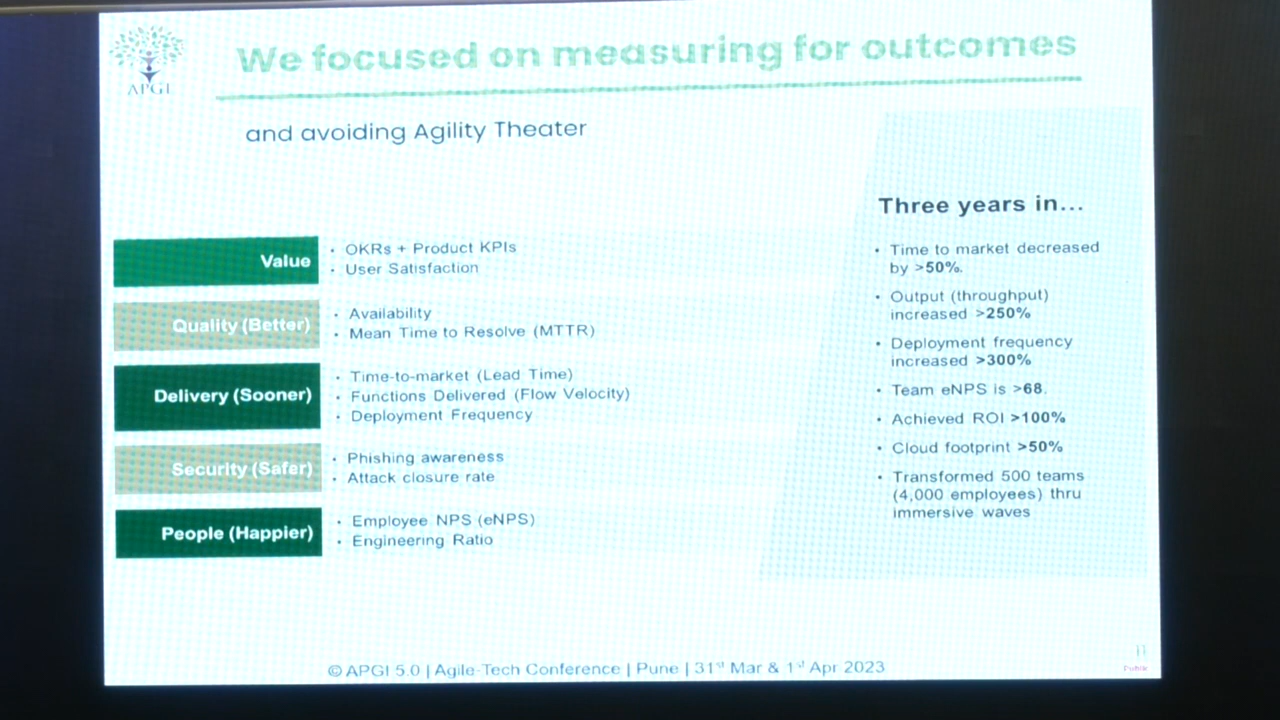 APGI
We focused on measuring for outcomes
and avoiding Agility Theater
Value
• OKRs + Product KPIs
• User Satisfaction
Quality (Better)
• Availability
• Mean Time to Resolve (MTTR)
Delivery (Sooner)
• Time-to-market (Lead Time)
• Functions Delivered (Flow Velocity)
• Deployment Frequency
Security (Safer)
• Phishing awareness
• Attack closure rate
People (Happier)
• Employee NPS (eNPS)
• Engineering Ratio
Three years in...
• Time to market decreased
by >50%.
• Output (throughput)
increased >250%
• Deployment frequency
increased >300%
• Team eNPS is >68.
• Achieved ROI >100%
• Cloud footprint >50%
• Transformed 500 teams
(4,000 employees) thru
immersive waves
© APGI 5.0 | Agile-Tech Conference | Pune | 31st Mar & 1st Apr 2023
11
Public